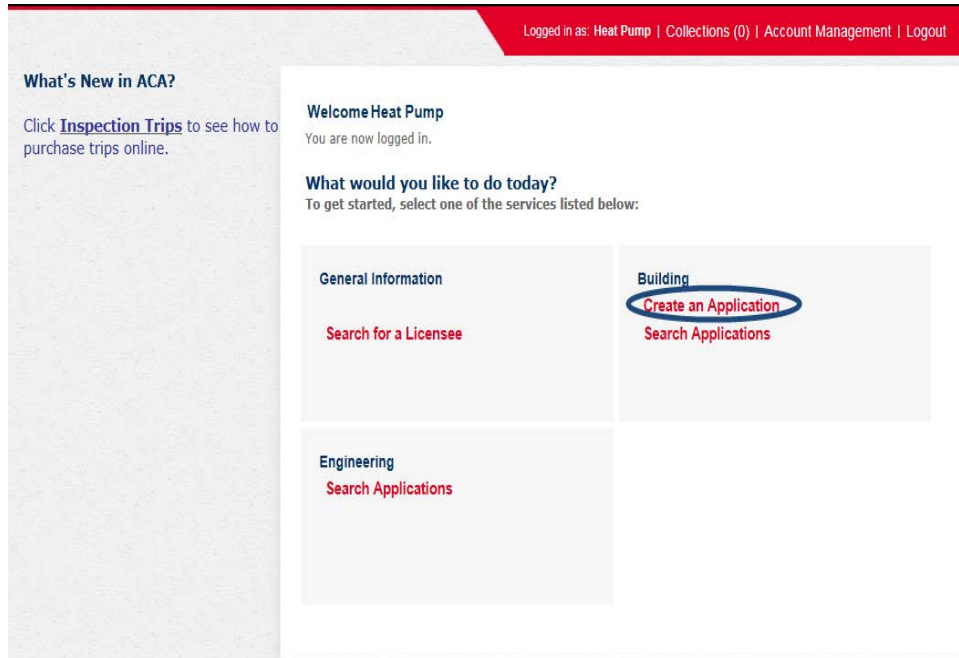 Logged in as: Heat Pump | Collections (0) | Account Management | Logout
What's New in ACA?
Click Inspection Trips to see how to
purchase trips online.
Welcome Heat Pump
You are now logged in.
What would you like to do today?
To get started, select one of the services listed below:
General Information
Search for a Licensee
Building
Create an Application
Search Applications
Engineering
Search Applications